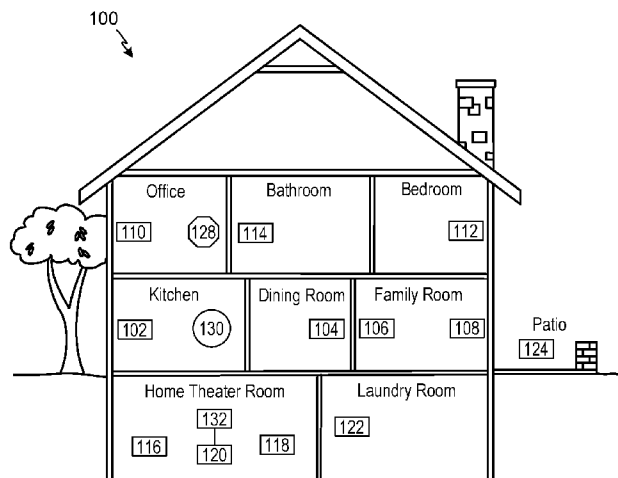 100
Office Bathroom Bedroom
110 128 114 112
Kitchen Dining Room Family Room
102 130 104 106 108
Patio
124
Home Theater Room Laundry Room
132
116 120 118 122